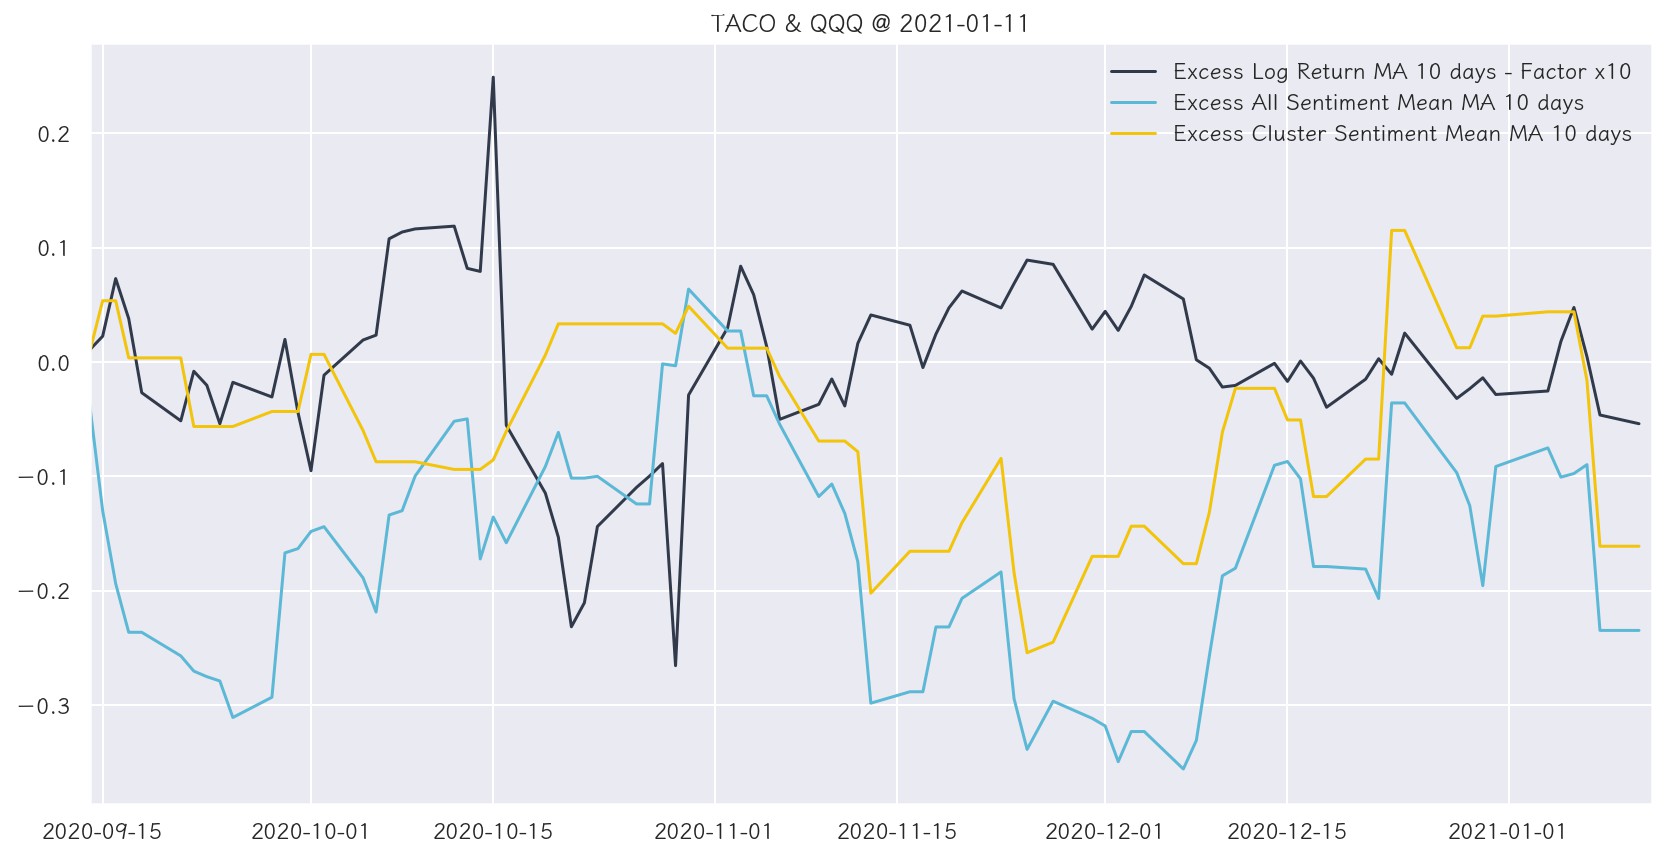 TACO & QQQ @ 2021-01-11
Excess Log Return MA 10 days - Factor x10
Excess All Sentiment Mean MA 10 days
Excess Cluster Sentiment Mean MA 10 days
0.2
0.1
0.0
−0.1
−0.2
−0.3
2020-09-15 2020-10-01 2020-10-15 2020-11-01 2020-11-15 2020-12-01 2020-12-15 2021-01-01